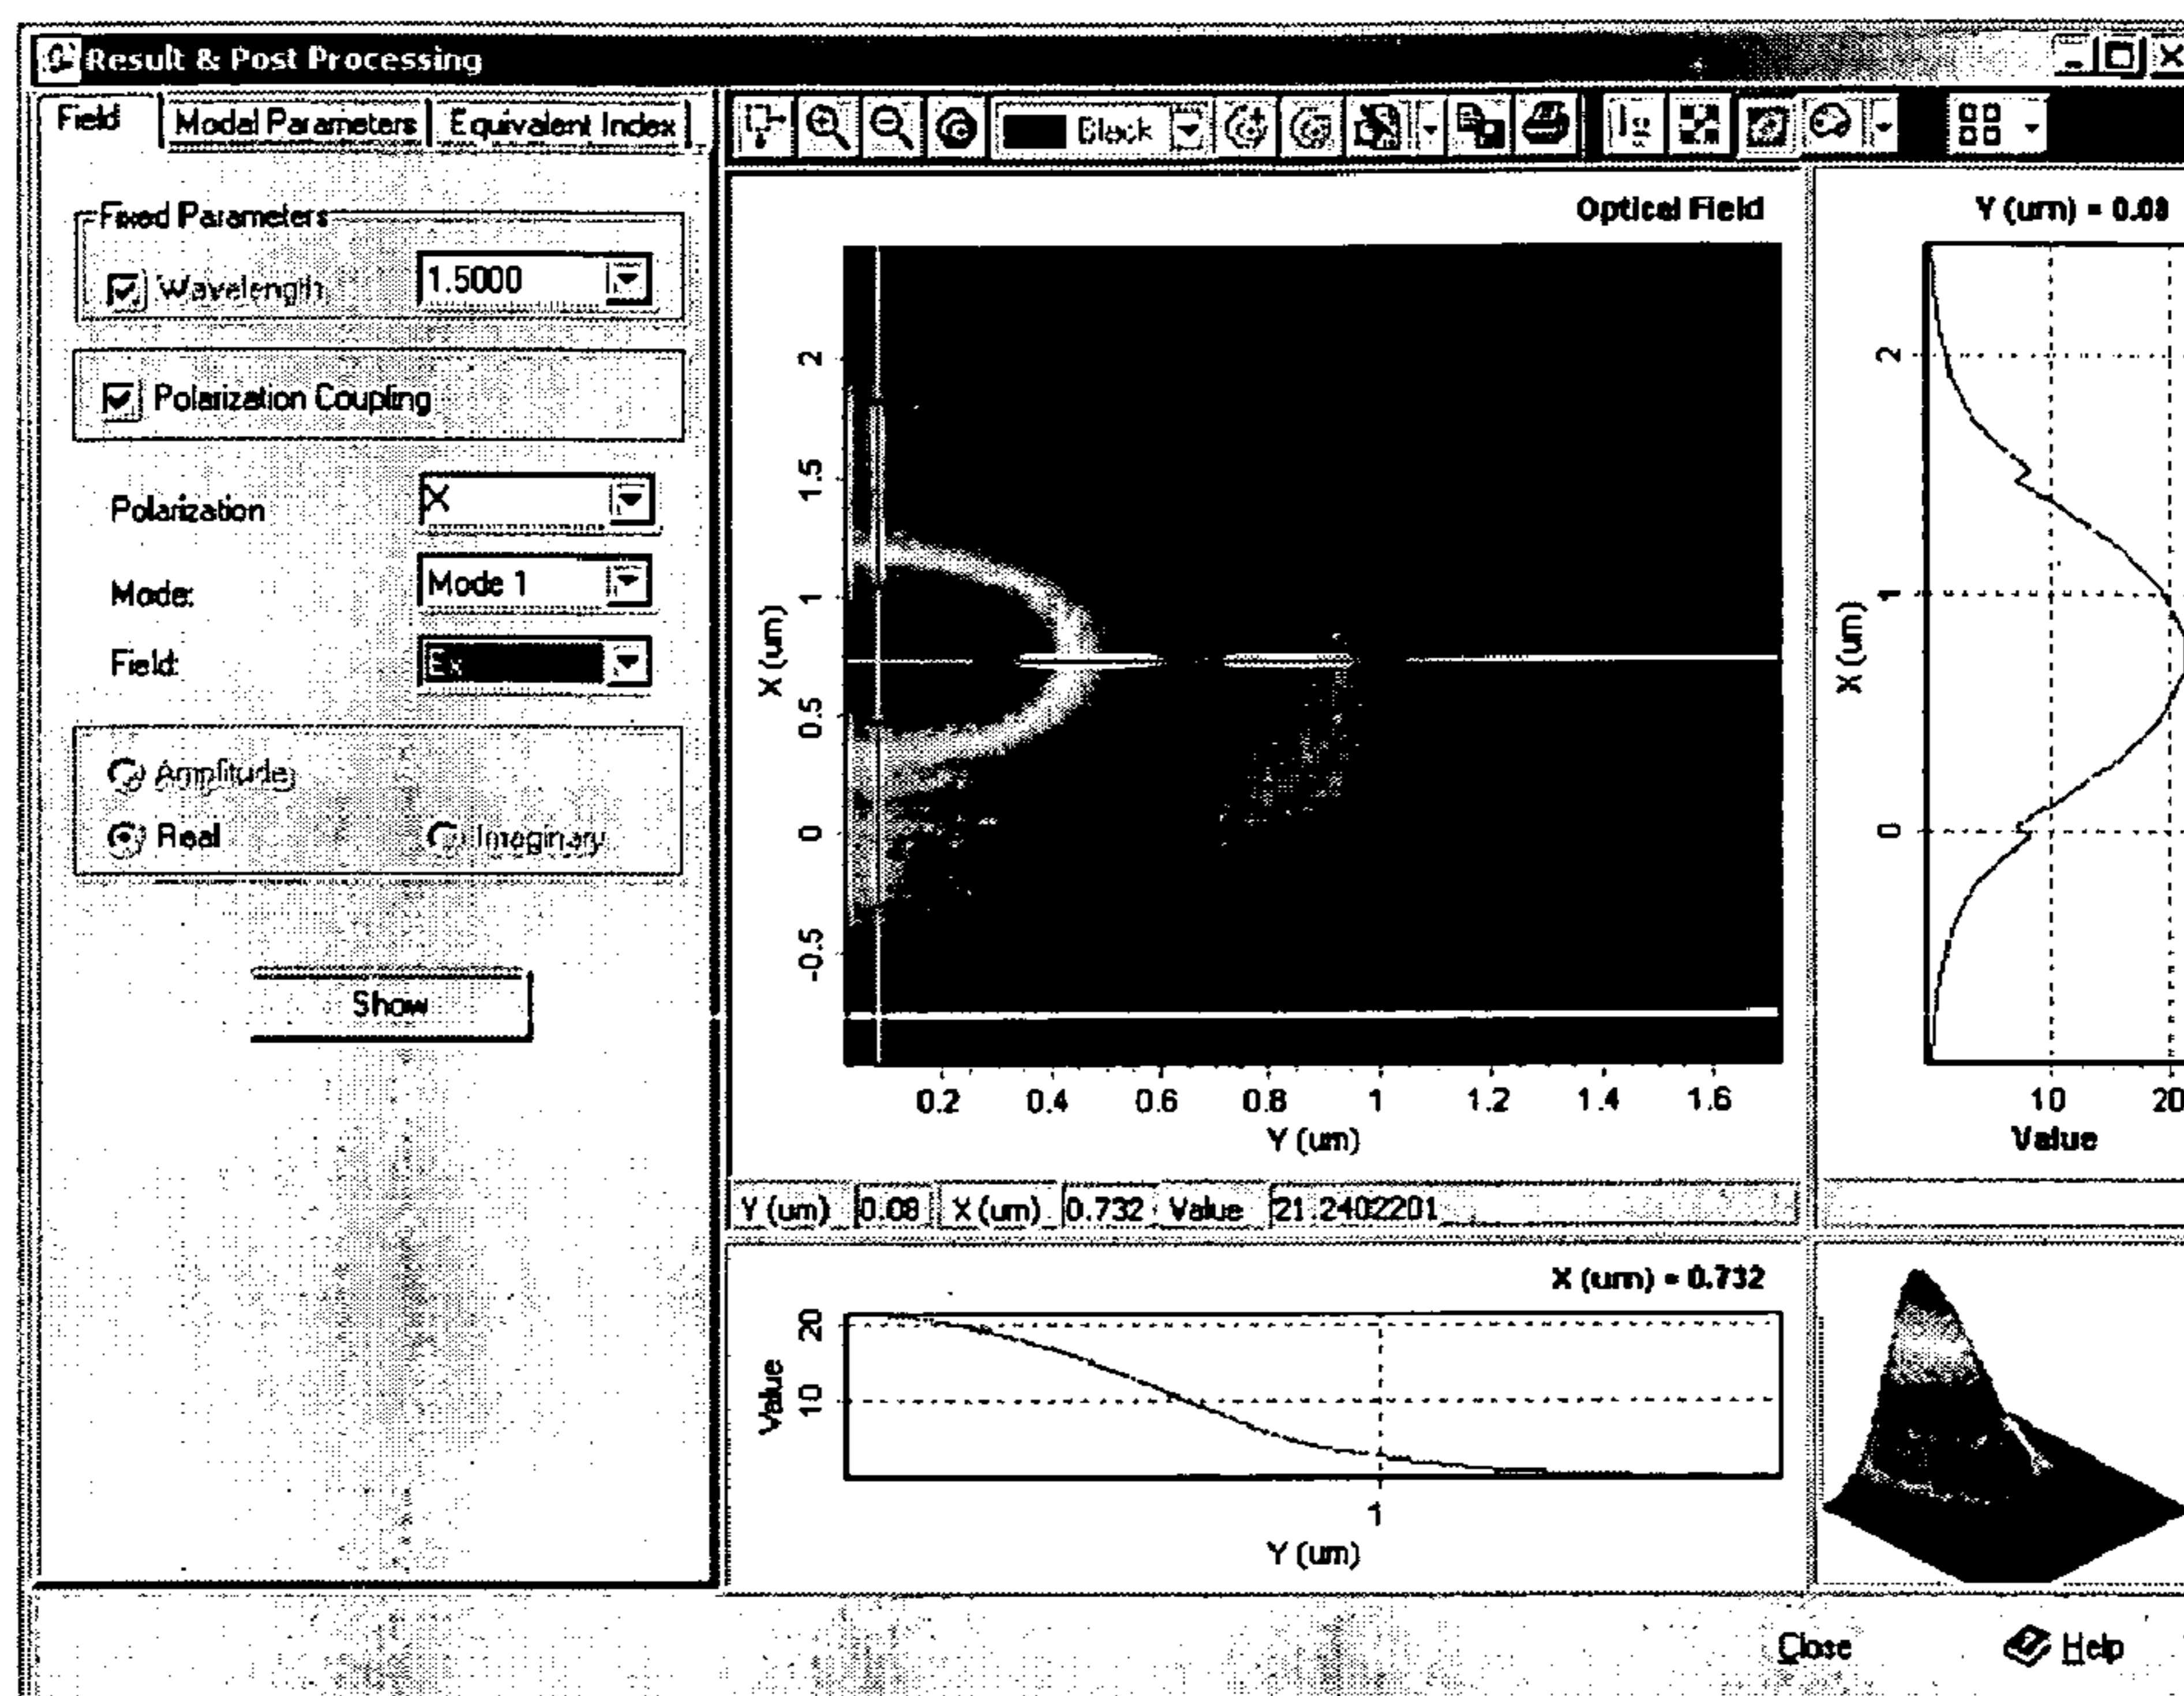 Result & Post Processing
Field Modal Parameters Equivalent Index
Black
Fixed Parameters
Wavelength 1.5000
Polarization Coupling
Polarization X
Mode: Mode 1
Field: Ex
Amplitude
Real Imaginary
Show
Optical Field
X (um)
2
1.5
1
0.5
0
-0.5
0.2 0.4 0.6 0.8 1 1.2 1.4 1.6
Y (um)
Y (um) 0.08 X (um) 0.732 Value 21.2402201
Y (um) = 0.08
X (um)
2
1
0
10 20
Value
X (um) = 0.732
Value
20
10
1
Y (um)
Close Help